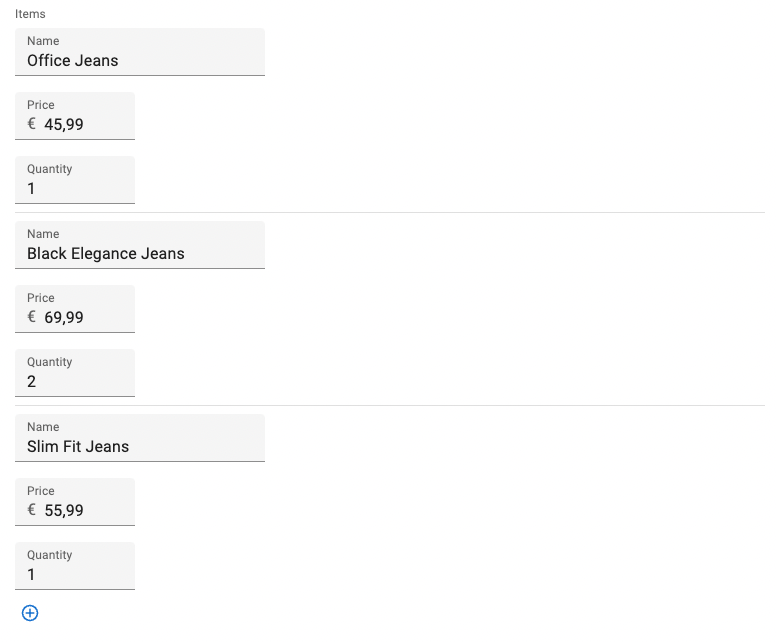 Items
Name
Office Jeans
Price
€ 45,99
Quantity
1
Name
Black Elegance Jeans
Price
€ 69,99
Quantity
2
Name
Slim Fit Jeans
Price
€ 55,99
Quantity
1